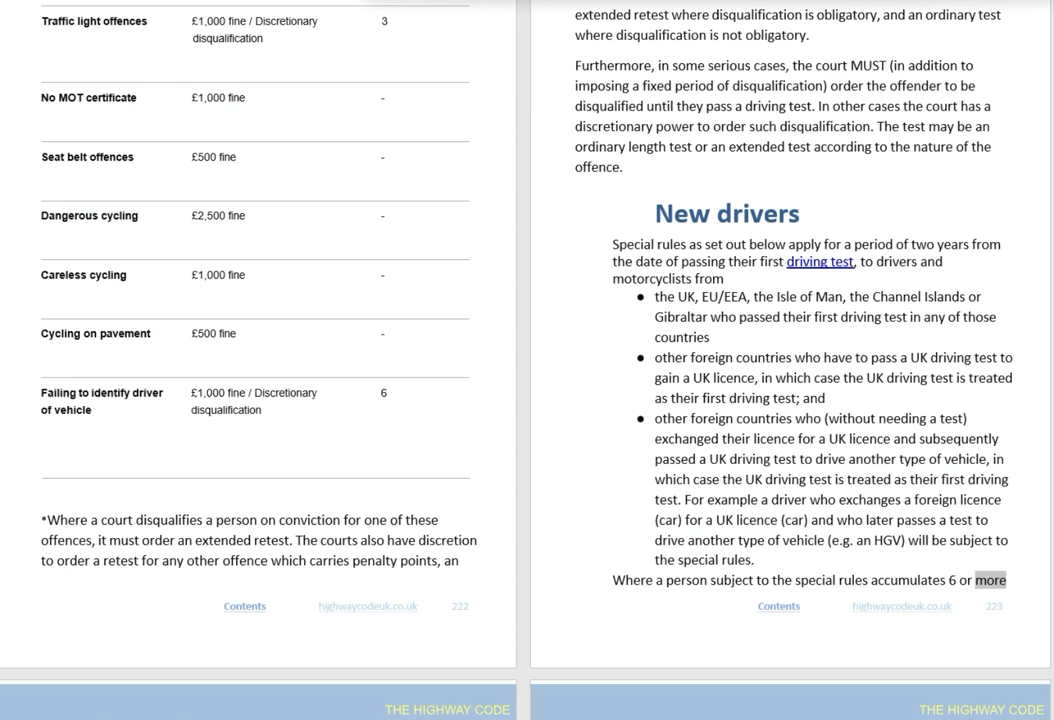 Traffic light offences £1,000 fine / Discretionary 3
disqualification
No MOT certificate £1,000 fine -
Seat belt offences £500 fine -
Dangerous cycling £2,500 fine -
Careless cycling £1,000 fine -
Cycling on pavement £500 fine -
Failing to identify driver £1,000 fine / Discretionary 6
of vehicle disqualification
*Where a court disqualifies a person on conviction for one of these
offences, it must order an extended retest. The courts also have discretion
to order a retest for any other offence which carries penalty points, an
Contents highwaycodeuk.co.uk 222
extended retest where disqualification is obligatory, and an ordinary test
where disqualification is not obligatory.
Furthermore, in some serious cases, the court MUST (in addition to
imposing a fixed period of disqualification) order the offender to be
disqualified until they pass a driving test. In other cases the court has a
discretionary power to order such disqualification. The test may be an
ordinary length test or an extended test according to the nature of the
offence.
New drivers
Special rules as set out below apply for a period of two years from
the date of passing their first driving test, to drivers and
motorcyclists from
● the UK, EU/EEA, the Isle of Man, the Channel Islands or
Gibraltar who passed their first driving test in any of those
countries
● other foreign countries who have to pass a UK driving test to
gain a UK licence, in which case the UK driving test is treated
as their first driving test; and
● other foreign countries who (without needing a test)
exchanged their licence for a UK licence and subsequently
passed a UK driving test to drive another type of vehicle, in
which case the UK driving test is treated as their first driving
test. For example a driver who exchanges a foreign licence
(car) for a UK licence (car) and who later passes a test to
drive another type of vehicle (e.g. an HGV) will be subject to
the special rules.
Where a person subject to the special rules accumulates 6 or more
Contents highwaycodeuk.co.uk 223
THE HIGHWAY CODE
THE HIGHWAY CODE